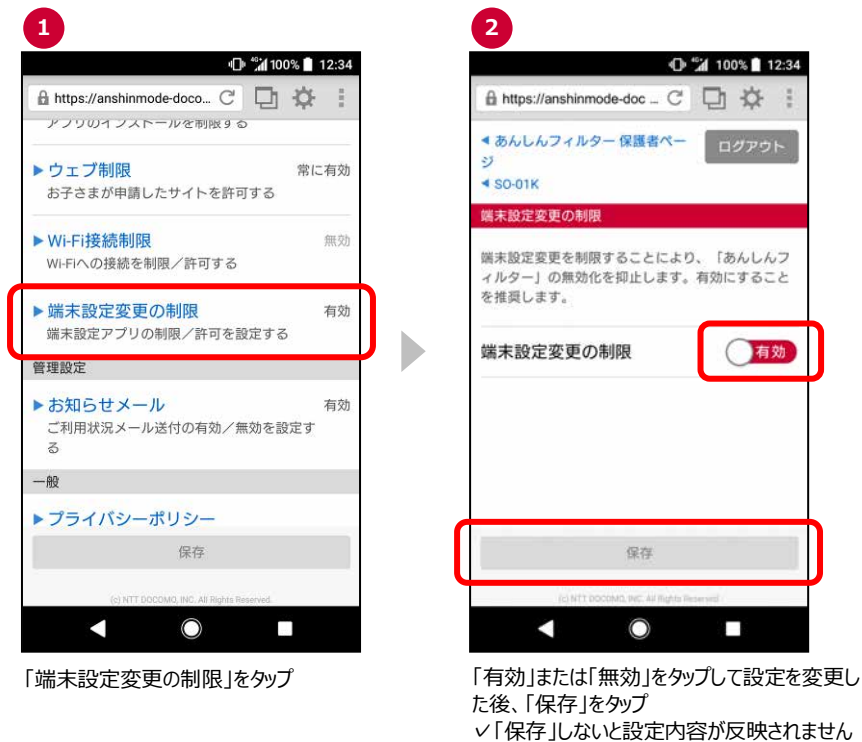 1
100% 12:34
https://anshinmode-doco...
アプリのインストールを制限する
▶ウェブ制限 常に有効
お子さまが申請したサイトを許可する
▶Wi-Fi接続制限 無効
Wi-Fiへの接続を制限／許可する
▶端末設定変更の制限 有効
端末設定アプリの制限／許可を設定する
管理設定
▶お知らせメール 有効
ご利用状況メール送付の有効／無効を設定す
る
一般
▶プライバシーポリシー
保存
(c) NTT DOCOMO, INC. All Rights Reserved.
「端末設定変更の制限」をタップ
2
4G 100% 12:34
https://anshinmode-doc ...
◀ あんしんフィルター 保護者ペー
ジ
ログアウト
◀ SO-01K
端末設定変更の制限
端末設定変更を制限することにより、「あんしんフ
ィルター」の無効化を抑止します。有効にすること
を推奨します。
端末設定変更の制限 有効
保存
(c) NTT DOCOMO, INC. All Rights Reserved.
「有効」または「無効」をタップして設定を変更し
た後、「保存」をタップ
✓「保存」しないと設定内容が反映されません